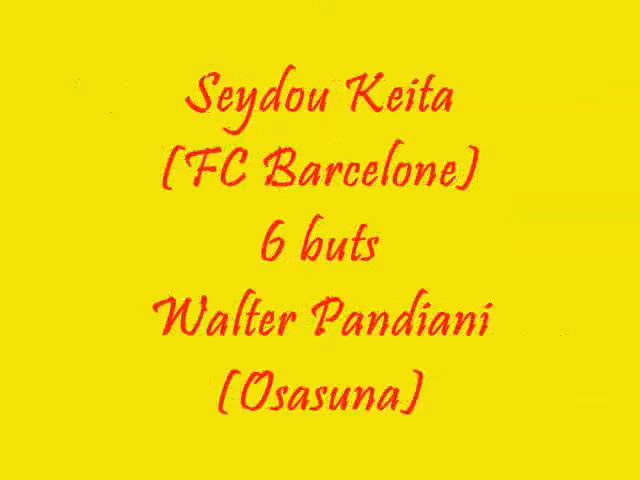 Seydou Keita
(FC Barcelone)
6 buts
Walter Pandiani
(Osasuna)